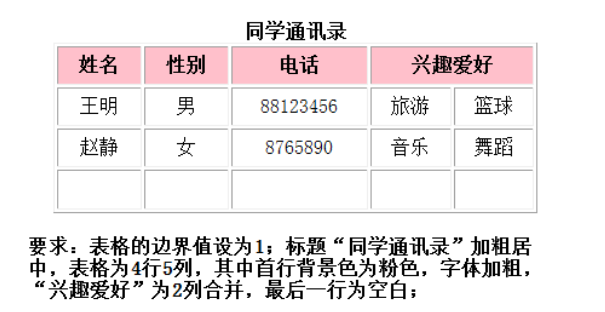 同学通讯录
姓名 性别 电话 兴趣爱好
王明 男 88123456 旅游 篮球
赵静 女 8765890 音乐 舞蹈
要求：表格的边界值设为1；标题“同学通讯录”加粗居
中，表格为4行5列，其中首行背景色为粉色，字体加粗，
“兴趣爱好”为2列合并，最后一行为空白；